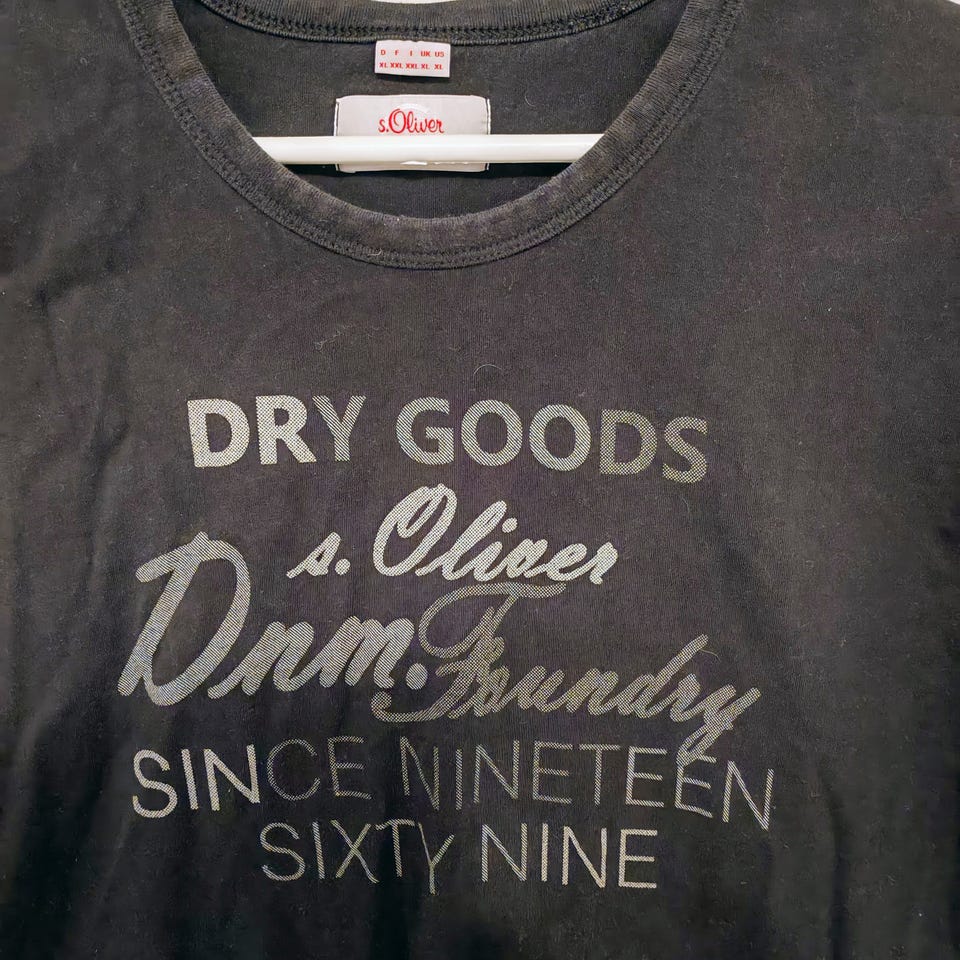 D F I UK US
XL XXL XXL XL XL
s.Oliver
DRY GOODS
s. Oliver
Dnm. Foundry
SINCE NINETEEN
SIXTY NINE